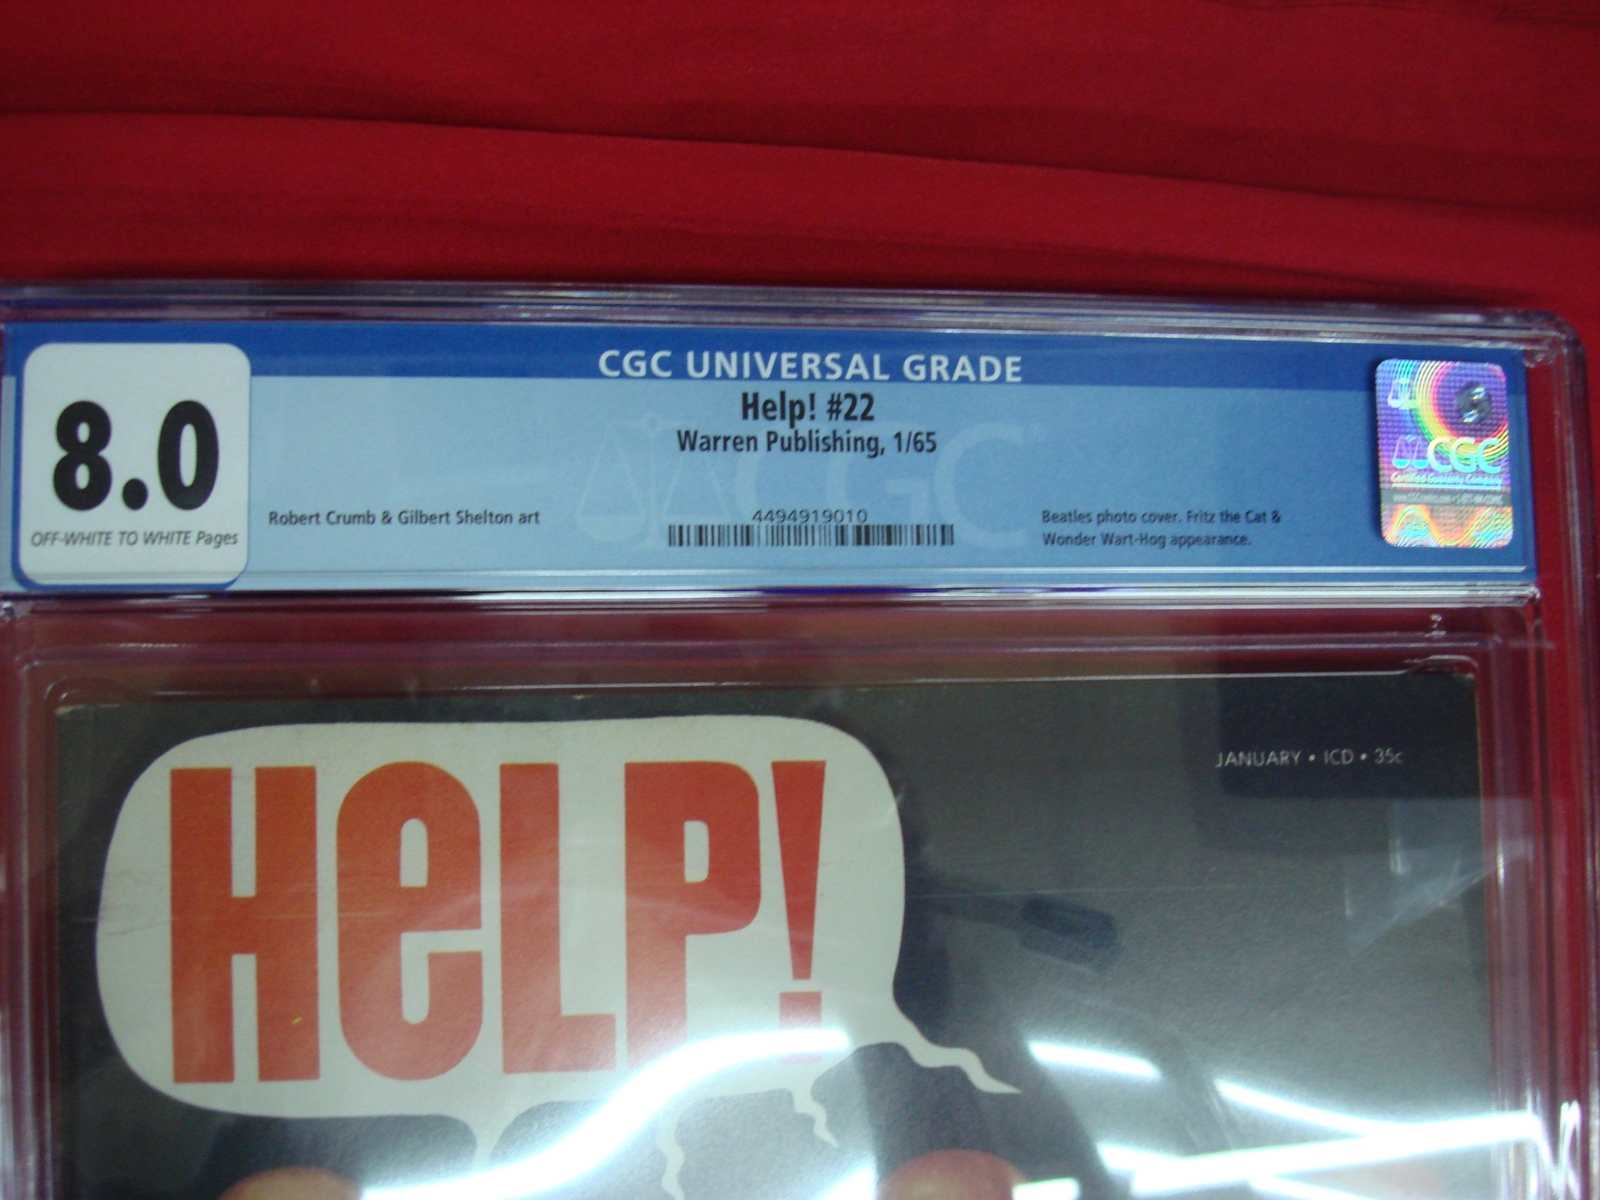 CGC UNIVERSAL GRADE
Help! #22
Warren Publishing, 1/65
8.0
OFF-WHITE TO WHITE Pages
Robert Crumb & Gilbert Shelton art
4494919010
Beatles photo cover. Fritz the Cat &
Wonder Wart-Hog appearance.
CGC
CGC
HeLP!
JANUARY • ICD • 35c